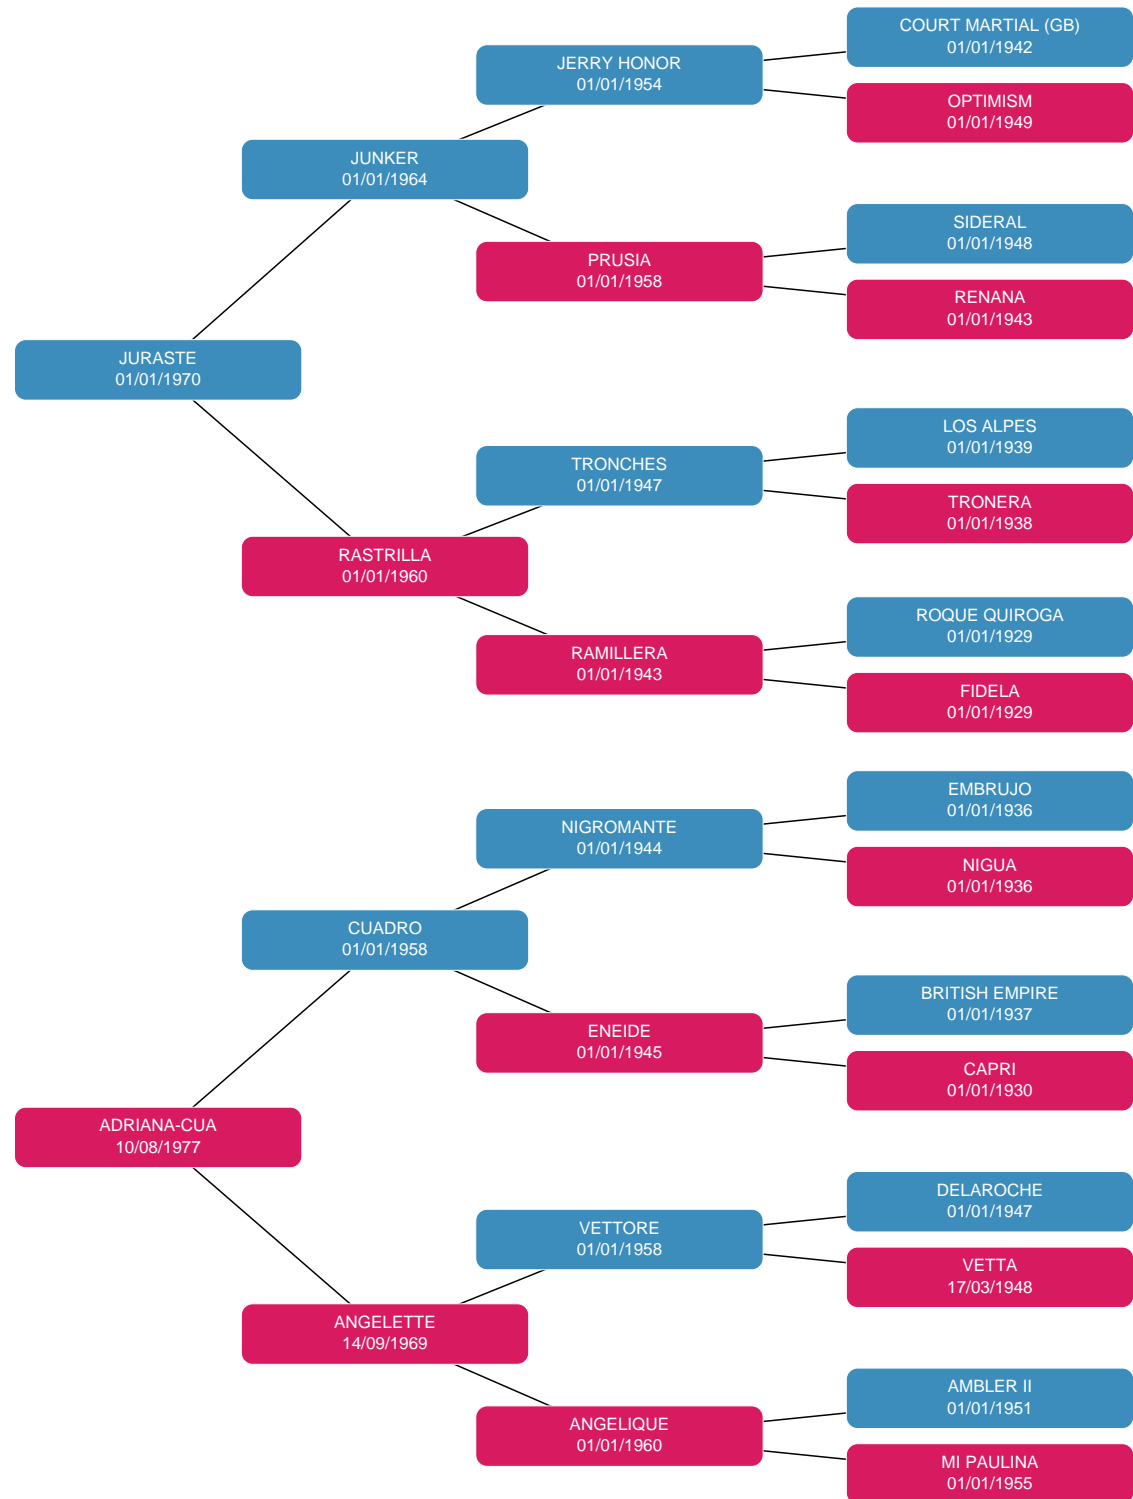 COURT MARTIAL (GB)
01/01/1942
JERRY HONOR
01/01/1954
OPTIMISM
01/01/1949
JUNKER
01/01/1964
SIDERAL
01/01/1948
PRUSIA
01/01/1958
RENANA
01/01/1943
JURASTE
01/01/1970
LOS ALPES
01/01/1939
TRONCHES
01/01/1947
TRONERA
01/01/1938
RASTRILLA
01/01/1960
ROQUE QUIROGA
01/01/1929
RAMILLERA
01/01/1943
FIDELA
01/01/1929
EMBRUJO
01/01/1936
NIGROMANTE
01/01/1944
NIGUA
01/01/1936
CUADRO
01/01/1958
BRITISH EMPIRE
01/01/1937
ENEIDE
01/01/1945
CAPRI
01/01/1930
ADRIANA-CUA
10/08/1977
DELAROCHE
01/01/1947
VETTORE
01/01/1958
VETTA
17/03/1948
ANGELETTE
14/09/1969
AMBLER II
01/01/1951
ANGELIQUE
01/01/1960
MI PAULINA
01/01/1955